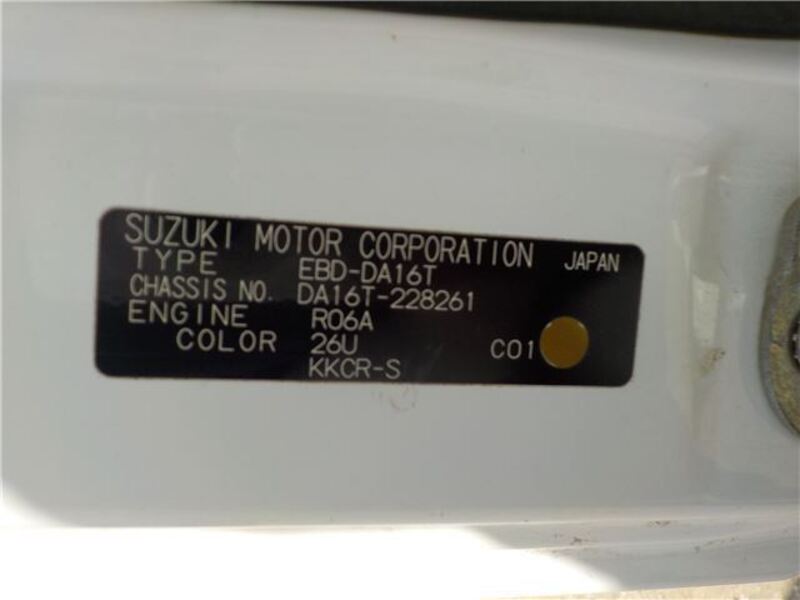 SUZUKI MOTOR CORPORATION JAPAN
TYPE EBD-DA16T
CHASSIS NO. DA16T-228261
ENGINE R06A
COLOR 26U C01
KKCR-S